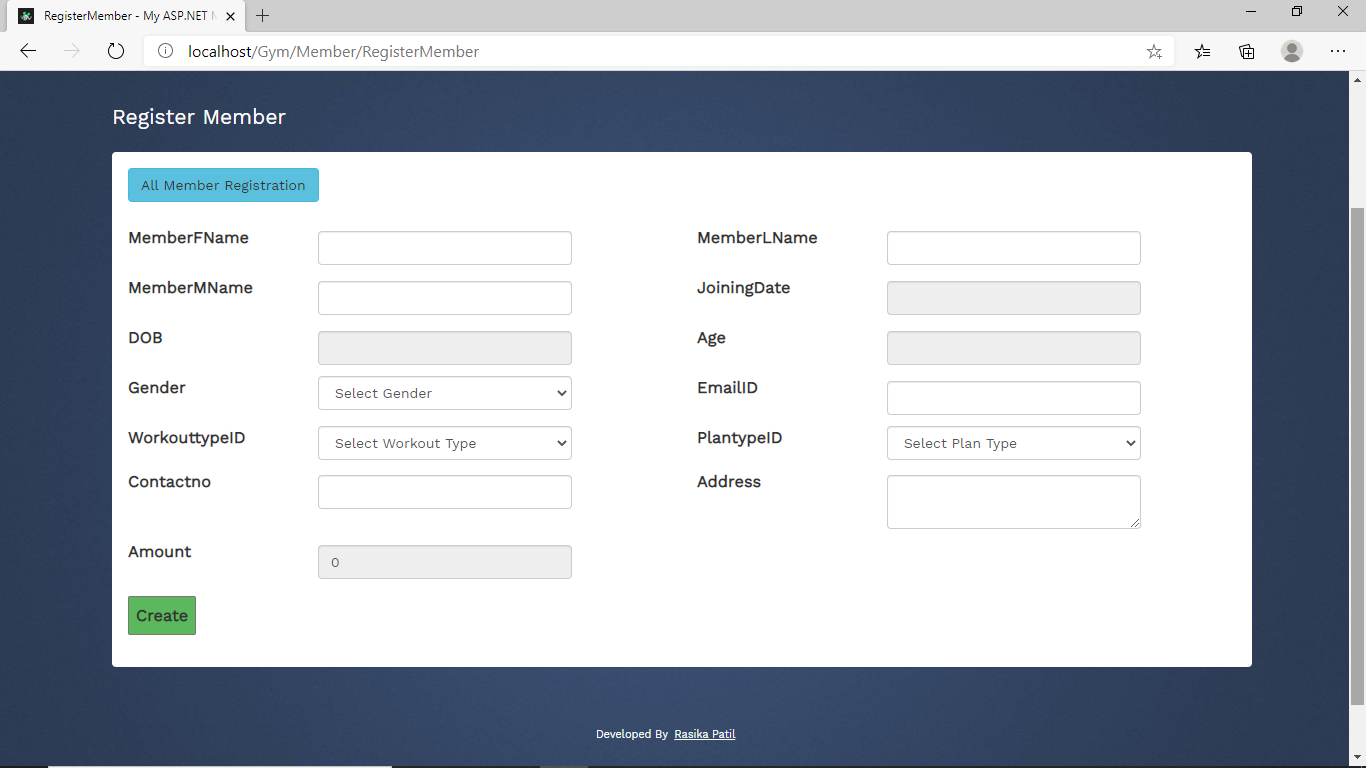 RegisterMember - My ASP.NET
localhost/Gym/Member/RegisterMember
Register Member
All Member Registration
MemberFName
MemberLName
MemberMName
JoiningDate
DOB
Age
Gender
Select Gender
EmailID
WorkouttypeID
Select Workout Type
PlantypeID
Select Plan Type
Contactno
Address
Amount
0
Create
Developed By Rasika Patil